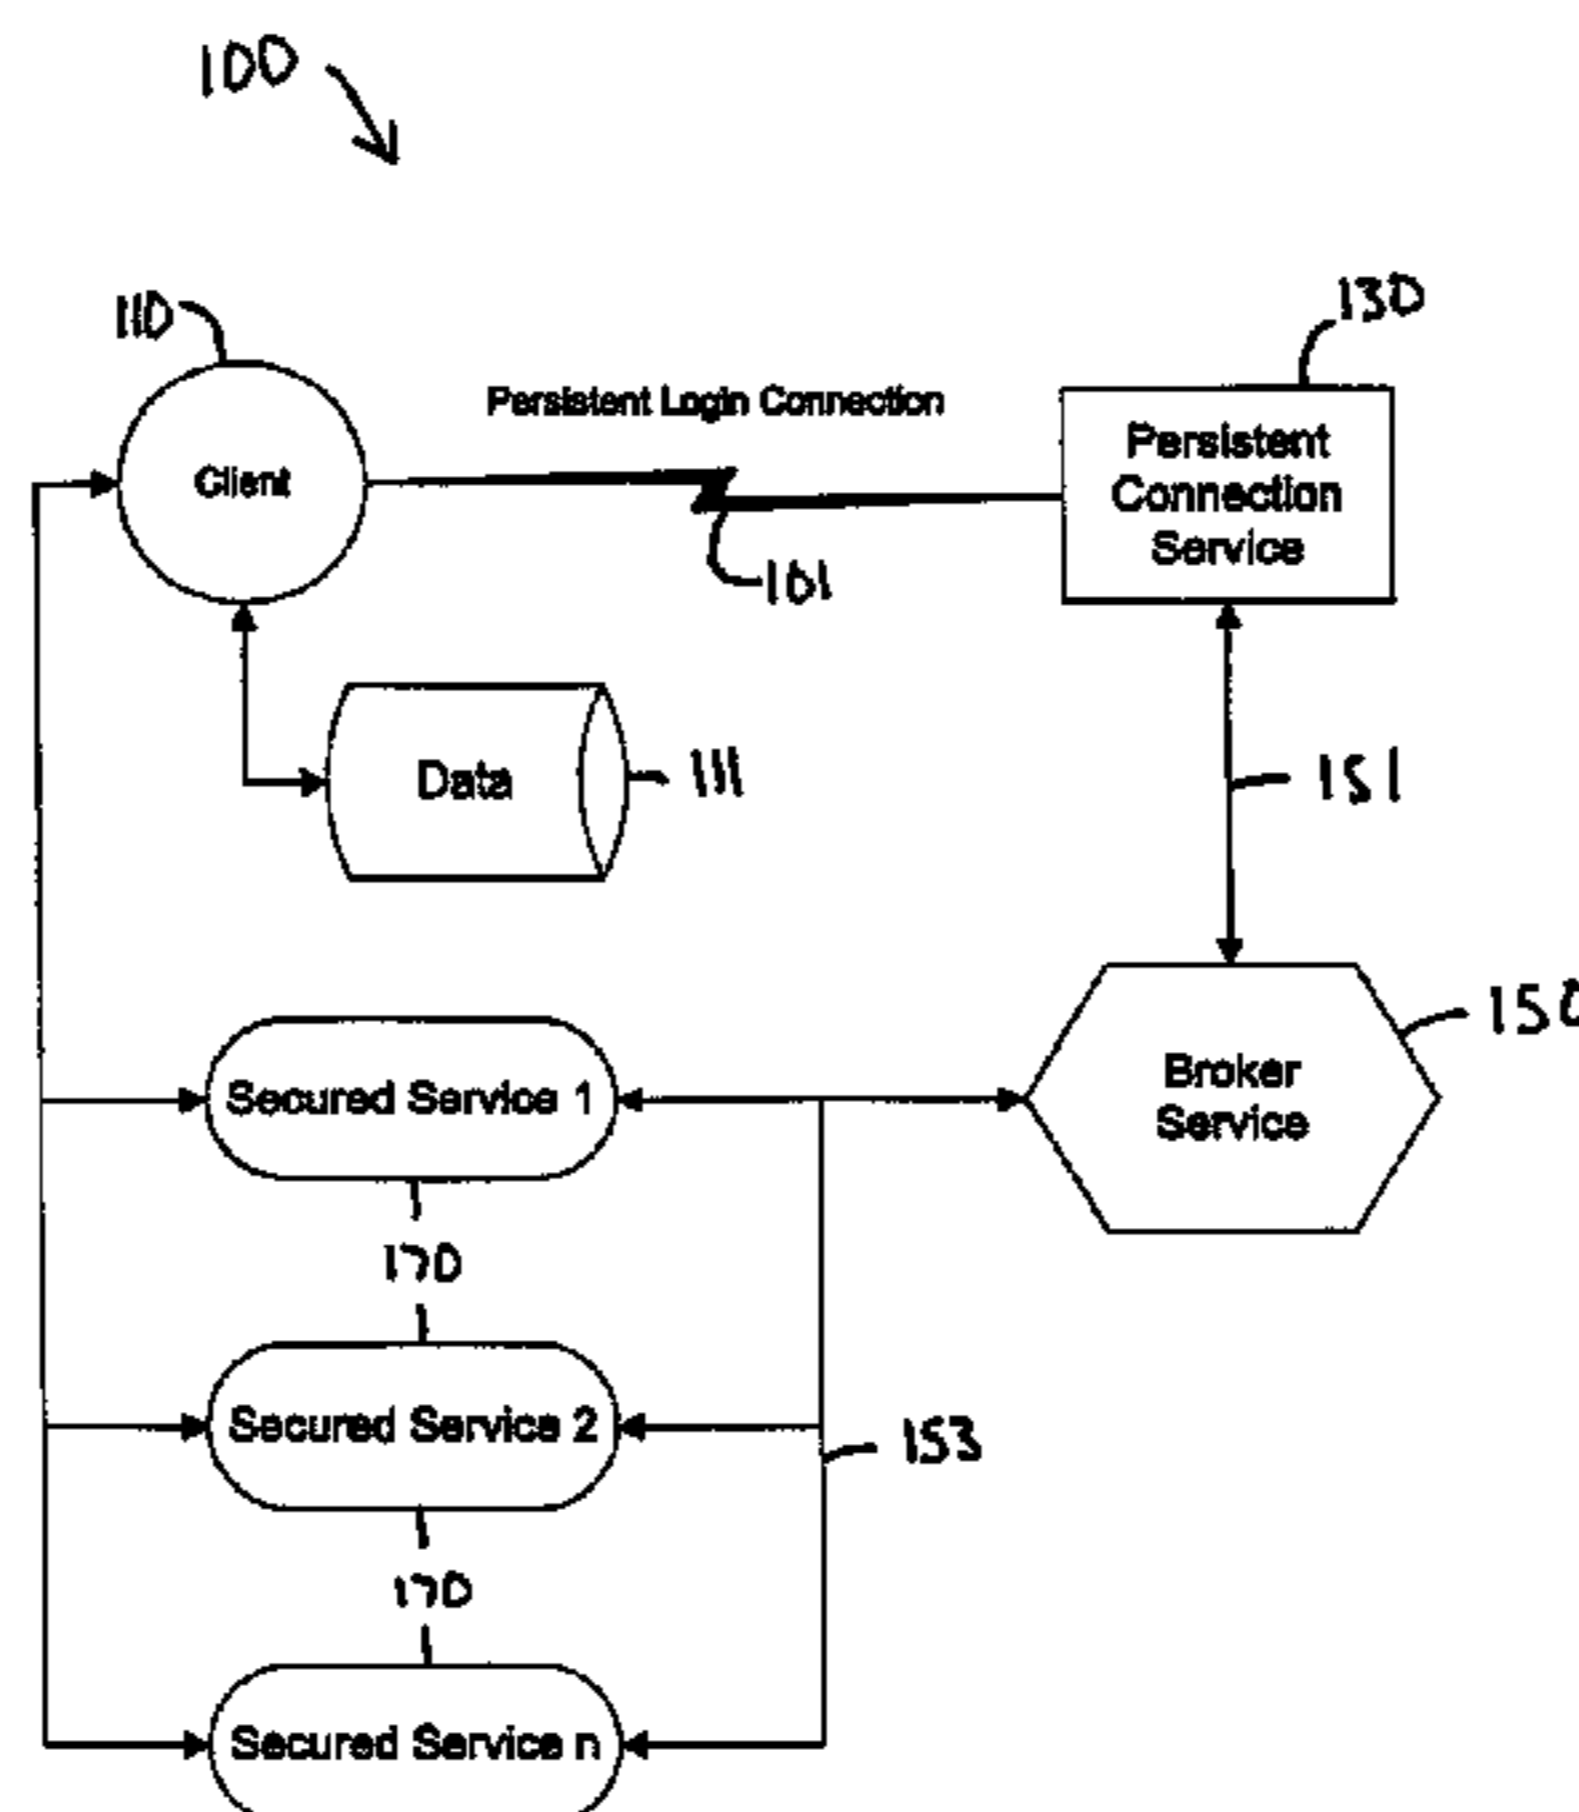 100
110
130
Persistent Login Connection
Client
Persistent
Connection
Service
101
Data
111
151
150
Secured Service 1
Broker
Service
170
Secured Service 2
153
170
Secured Service n